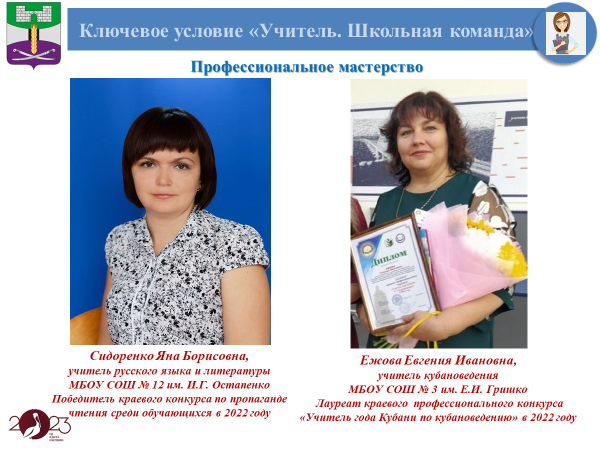 Ключевое условие «Учитель. Школьная команда»
Профессиональное мастерство
Диплом
Сидоренко Яна Борисовна,
учитель русского языка и литературы
МБОУ СОШ № 12 им. И.Г. Остапенко
Победитель краевого конкурса по пропаганде
чтения среди обучающихся в 2022 году
Ежова Евгения Ивановна,
учитель кубановедения
МБОУ СОШ № 3 им. Е.И. Гришко
Лауреат краевого профессионального конкурса
«Учитель года Кубани по кубановедению» в 2022 году
2023